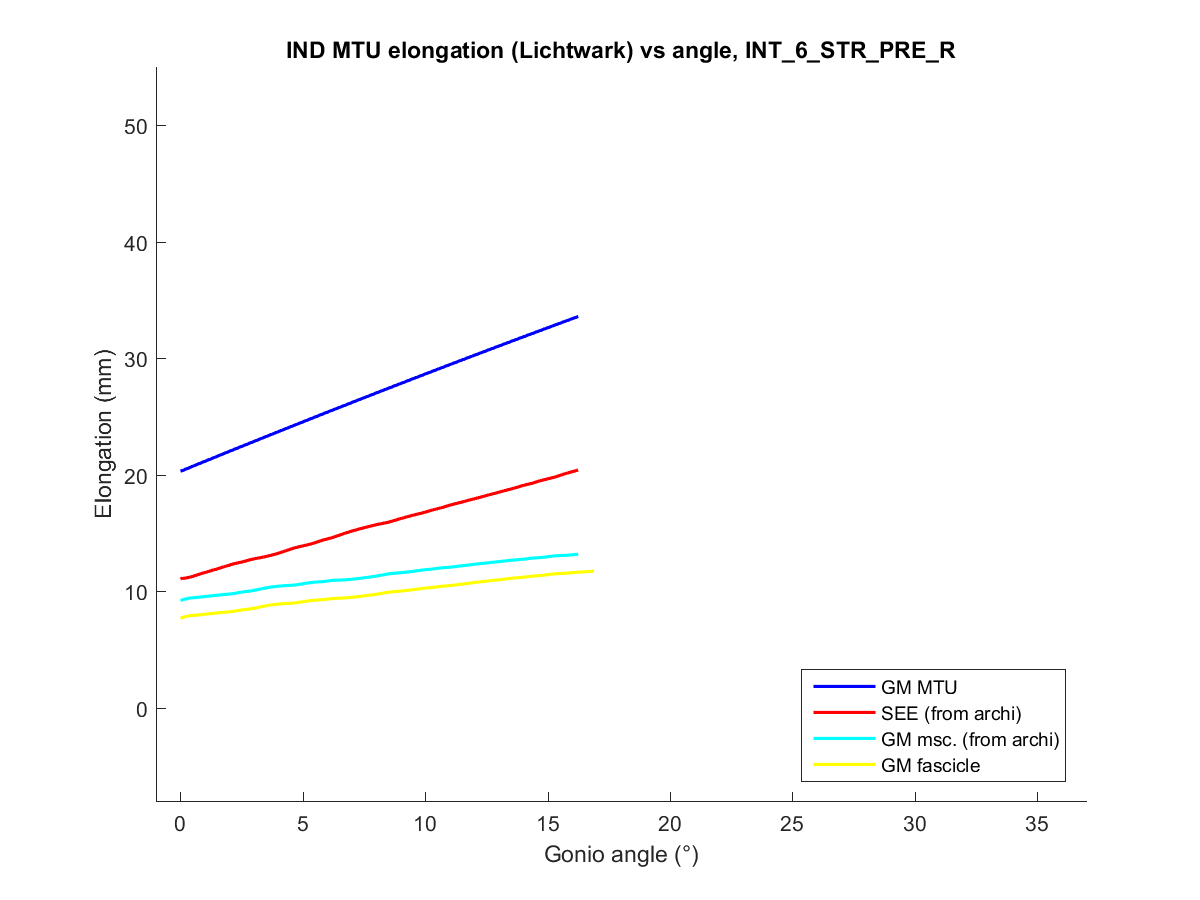 IND MTU elongation (Lichtwark) vs angle, INT_6_STR_PRE_R
50
40
30
20
10
0
Elongation (mm)
0 5 10 15 20 25 30 35
Gonio angle (°)
GM MTU
SEE (from archi)
GM msc. (from archi)
GM fascicle